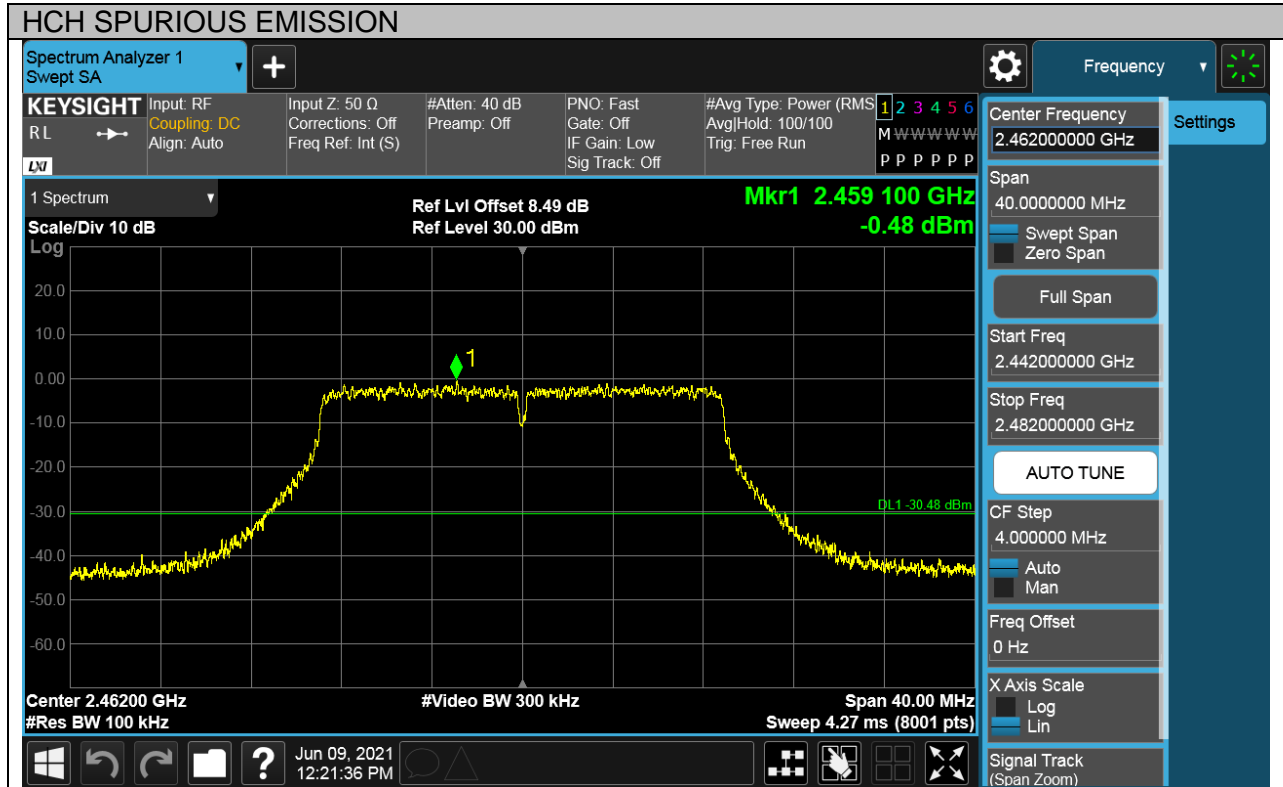 HCH SPURIOUS EMISSION
Spectrum Analyzer 1
Swept SA
+
Frequency
KEYSIGHT
RL
LXI
Input: RF
Coupling: DC
Align: Auto
Input Z: 50 Ω
Corrections: Off
Freq Ref: Int (S)
#Atten: 40 dB
Preamp: Off
PNO: Fast
Gate: Off
IF Gain: Low
Sig Track: Off
#Avg Type: Power (RMS
Avg|Hold: 100/100
Trig: Free Run
1 2 3 4 5 6
M W W W W W
P P P P P P
1 Spectrum
Scale/Div 10 dB
Ref Lvl Offset 8.49 dB
Ref Level 30.00 dBm
Mkr1 2.459 100 GHz
-0.48 dBm
Log
20.0
10.0
0.00
-10.0
-20.0
-30.0
-40.0
-50.0
-60.0
1
DL1 -30.48 dBm
Center 2.46200 GHz
#Res BW 100 kHz
#Video BW 300 kHz
Span 40.00 MHz
Sweep 4.27 ms (8001 pts)
Center Frequency
2.462000000 GHz
Settings
Span
40.0000000 MHz
Swept Span
Zero Span
Full Span
Start Freq
2.442000000 GHz
Stop Freq
2.482000000 GHz
AUTO TUNE
CF Step
4.000000 MHz
Auto
Man
Freq Offset
0 Hz
X Axis Scale
Log
Lin
Signal Track
(Span Zoom)
?
Jun 09, 2021
12:21:36 PM